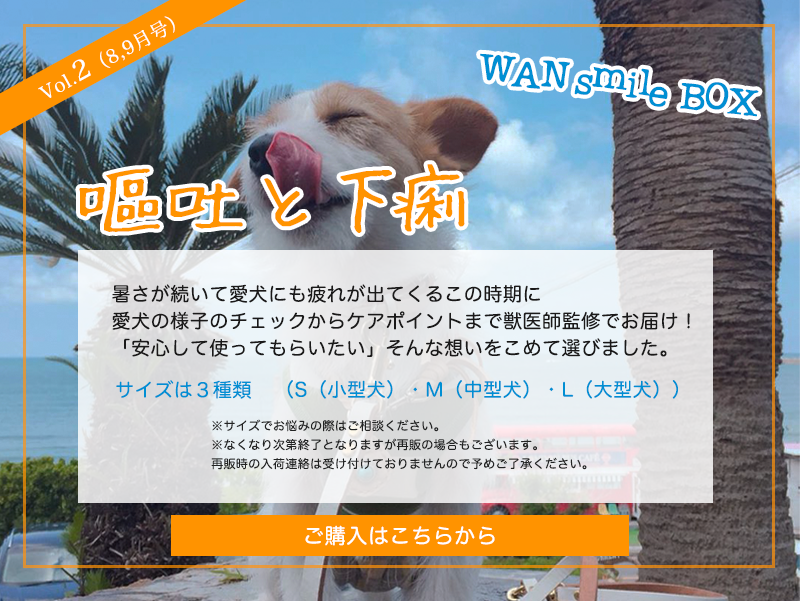 Vol.2（8,9月号）
WAN smile BOX
嘔吐と下痢
暑さが続いて愛犬にも疲れが出てくるこの時期に
愛犬の様子のチェックからケアポイントまで獣医師監修でお届け！
「安心して使ってもらいたい」そんな想いをこめて選びました。
サイズは３種類　（S（小型犬）・M（中型犬）・L（大型犬））
※サイズでお悩みの際はご相談ください。
※なくなり次第終了となりますが再販の場合もございます。
再販時の入荷連絡は受け付けておりませんので予めご了承ください。
ご購入はこちらから